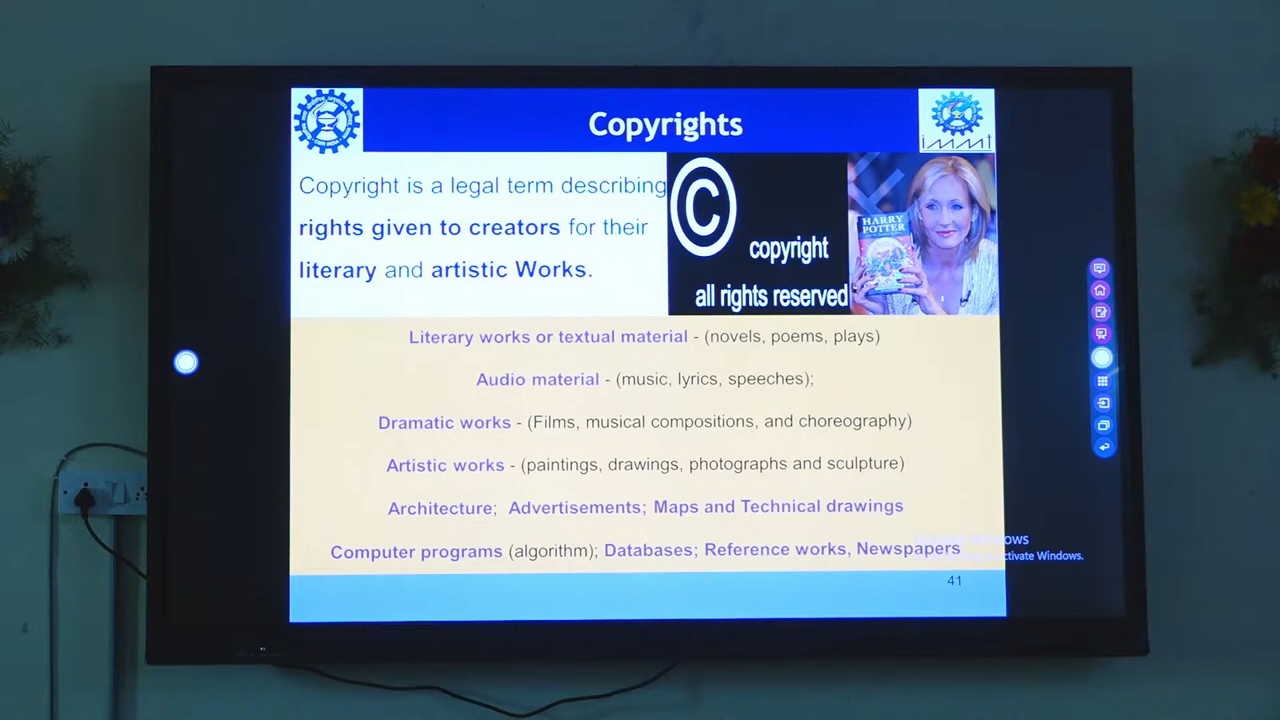 Copyrights
immt
Copyright is a legal term describing
rights given to creators for their
literary and artistic Works.
©
copyright
all rights reserved
HARRY
POTTER
Literary works or textual material - (novels, poems, plays)
Audio material - (music, lyrics, speeches);
Dramatic works - (Films, musical compositions, and choreography)
Artistic works - (paintings, drawings, photographs and sculpture)
Architecture; Advertisements; Maps and Technical drawings
Computer programs (algorithm); Databases; Reference works, Newspapers
41